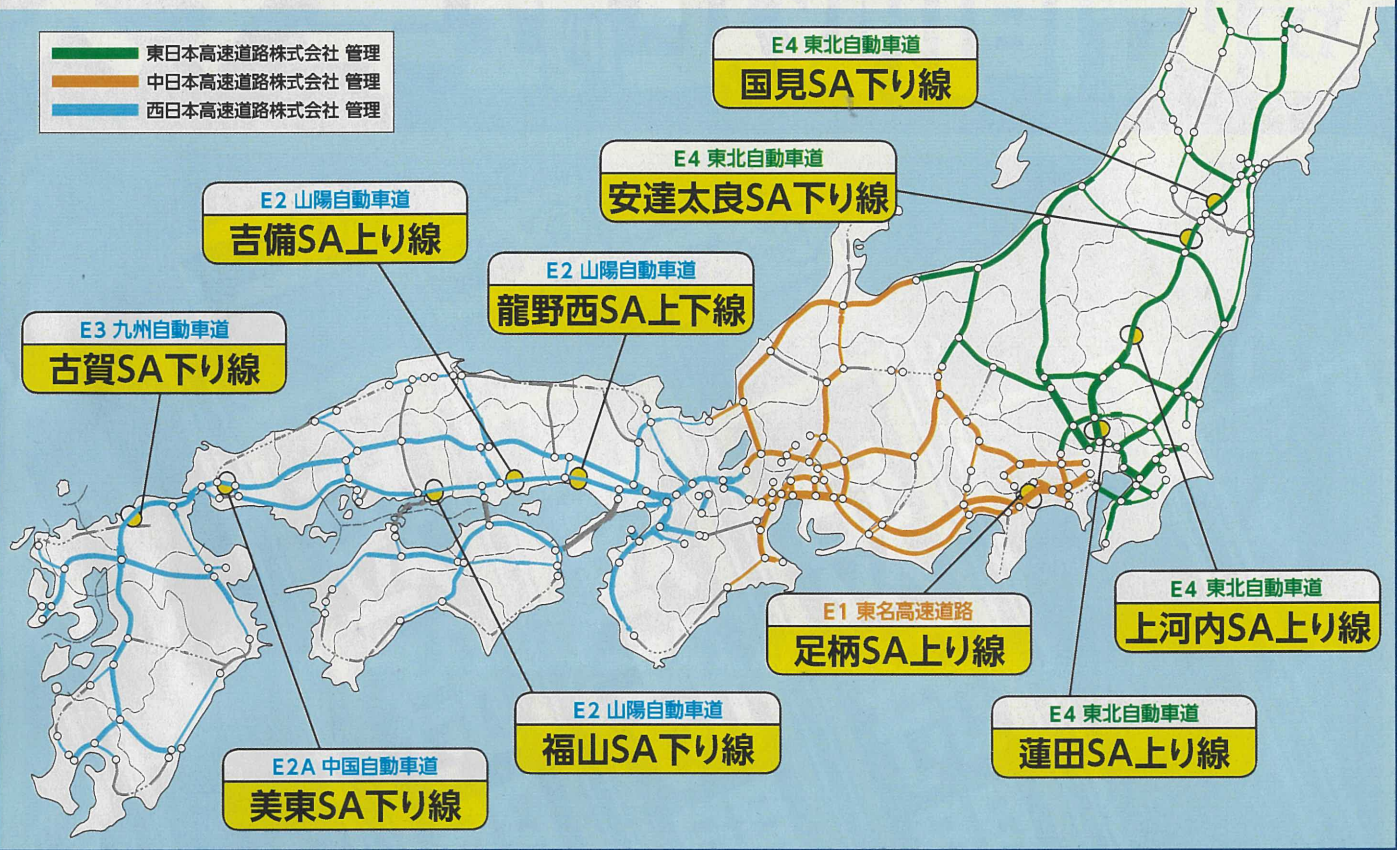 東日本高速道路株式会社 管理
中日本高速道路株式会社 管理
西日本高速道路株式会社 管理
E4 東北自動車道
国見SA下り線
E4 東北自動車道
安達太良SA下り線
E2 山陽自動車道
吉備SA上り線
E2 山陽自動車道
龍野西SA上下線
E3 九州自動車道
古賀SA下り線
E4 東北自動車道
上河内SA上り線
E1 東名高速道路
足柄SA上り線
E2 山陽自動車道
福山SA下り線
E4 東北自動車道
蓮田SA上り線
E2A 中国自動車道
美東SA下り線